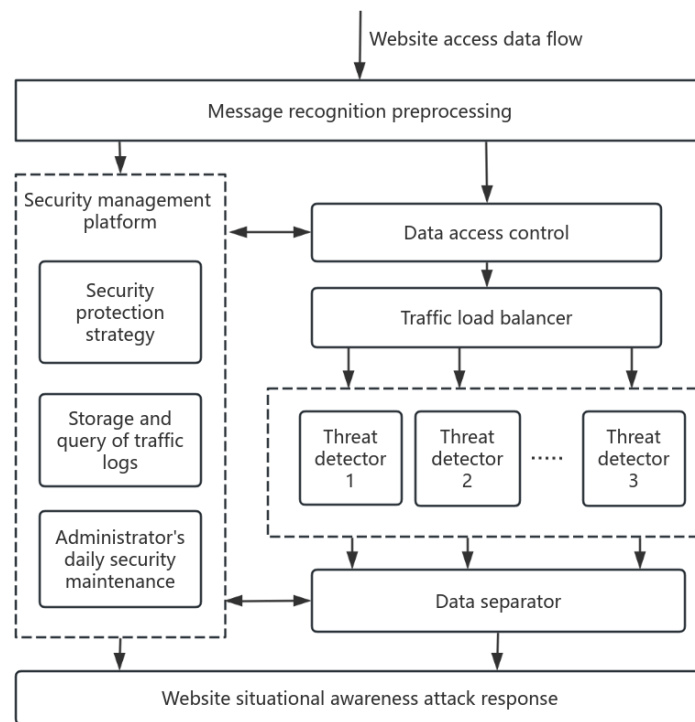 Website access data flow
Message recognition preprocessing
Security management
platform
Security
protection
strategy
Storage and
query of traffic
logs
Administrator's
daily security
maintenance
Data access control
Traffic load balancer
Threat
detector
1
Threat
detector
2
.....
Threat
detector
3
Data separator
Website situational awareness attack response